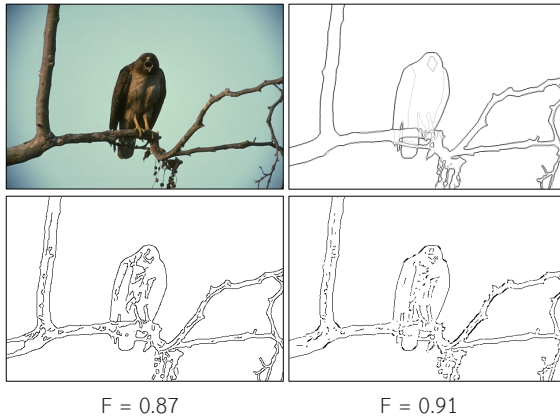 F = 0.87
F = 0.91